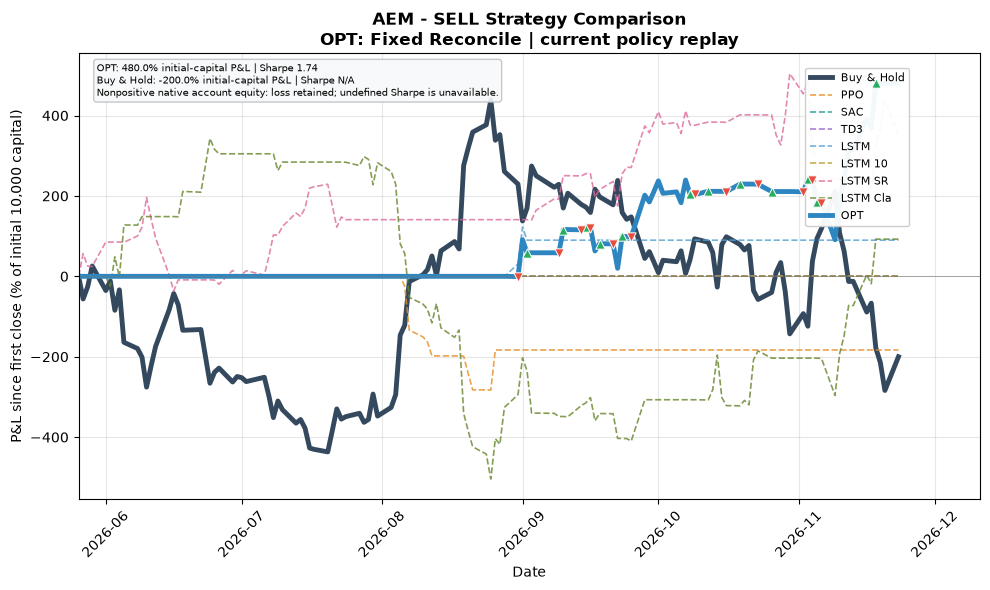 AEM - SELL Strategy Comparison
OPT: Fixed Reconcile | current policy replay
OPT: 480.0% initial-capital P&L | Sharpe 1.74
Buy & Hold: -200.0% initial-capital P&L | Sharpe N/A
Nonpositive native account equity: loss retained; undefined Sharpe is unavailable.
Buy & Hold
PPO
SAC
TD3
LSTM
LSTM 10
LSTM SR
LSTM Cla
OPT
P&L since first close (% of initial 10,000 capital)
400
200
0
−200
−400
2026-06
2026-07
2026-08
2026-09
2026-10
2026-11
2026-12
Date